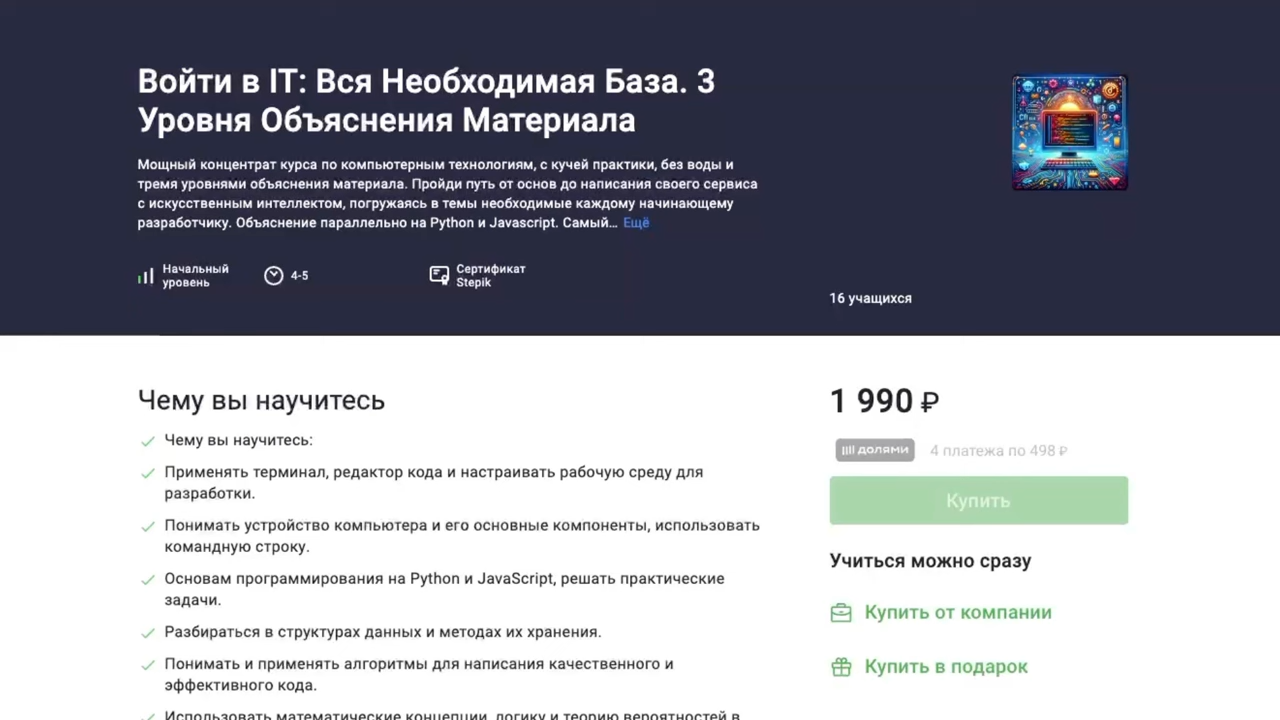 Войти в IT: Вся Необходимая База. 3
Уровня Объяснения Материала
Мощный концентрат курса по компьютерным технологиям, с кучей практики, без воды и
тремя уровнями объяснения материала. Пройди путь от основ до написания своего сервиса
с искусственным интеллектом, погружаясь в темы необходимые каждому начинающему
разработчику. Объяснение параллельно на Python и Javascript. Самый… Ещё
Начальный
уровень
4-5
Сертификат
Stepik
16 учащихся
Чему вы научитесь
Чему вы научитесь:
Применять терминал, редактор кода и настраивать рабочую среду для
разработки.
Понимать устройство компьютера и его основные компоненты, использовать
командную строку.
Основам программирования на Python и JavaScript, решать практические
задачи.
Разбираться в структурах данных и методах их хранения.
Понимать и применять алгоритмы для написания качественного и
эффективного кода.
Использовать математические концепции, логику и теорию вероятностей в
1 990 ₽
долями 4 платежа по 498 ₽
Купить
Учиться можно сразу
Купить от компании
Купить в подарок